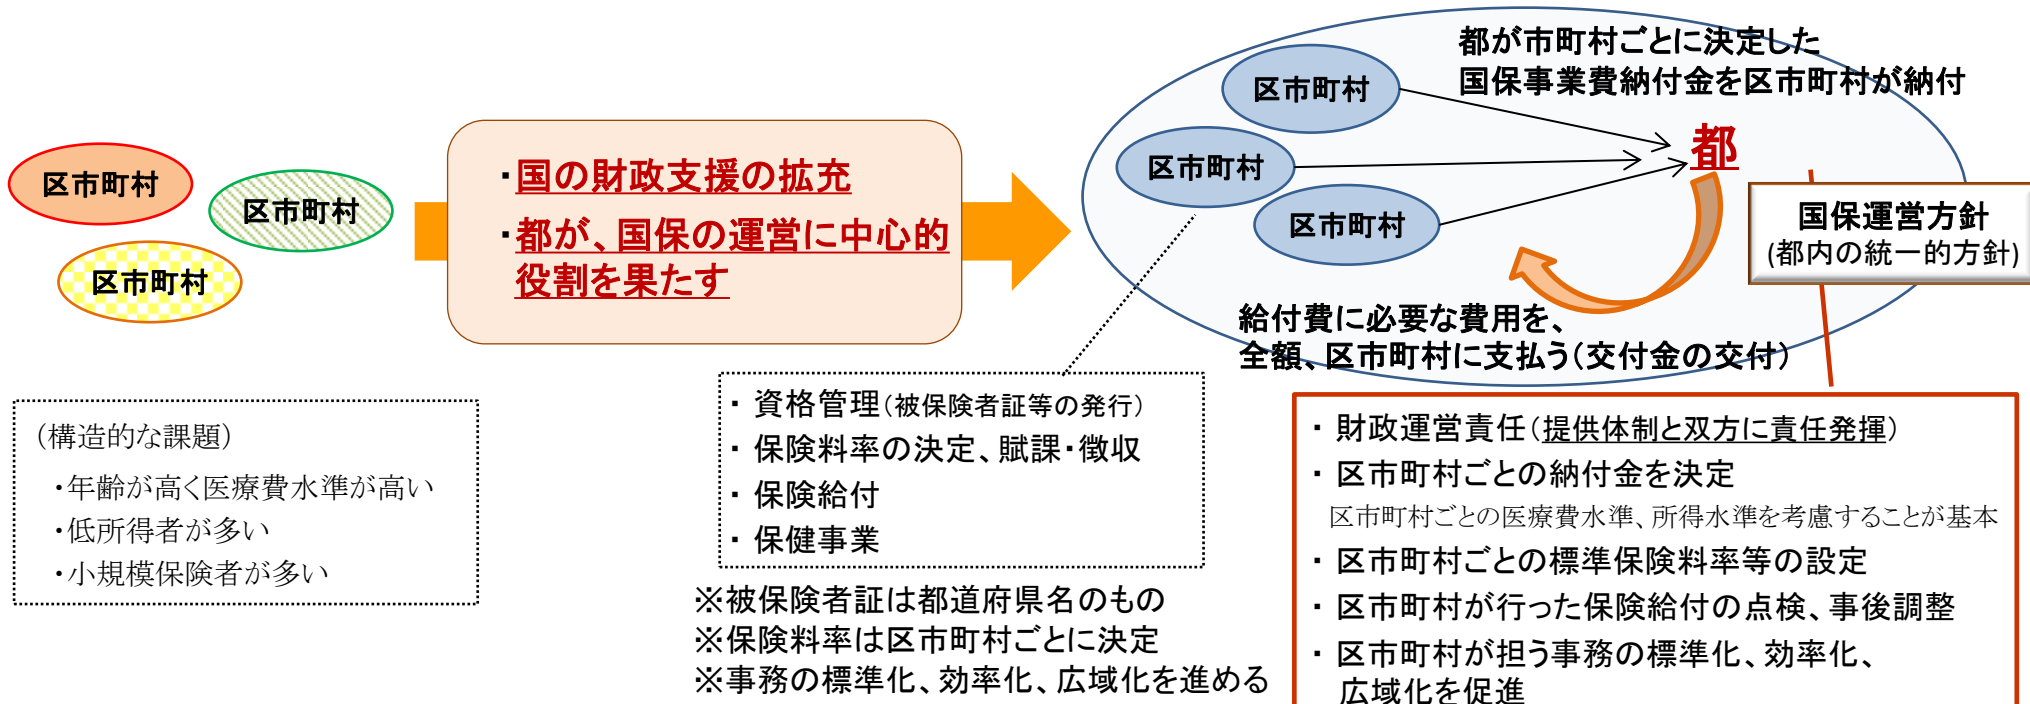 区市町村
区市町村
区市町村
（構造的な課題）
・年齢が高く医療費水準が高い
・低所得者が多い
・小規模保険者が多い
・国の財政支援の拡充
・都が、国保の運営に中心的
役割を果たす
都が市町村ごとに決定した
国保事業費納付金を区市町村が納付
区市町村
区市町村
区市町村
都
国保運営方針
(都内の統一的方針)
給付費に必要な費用を、
全額、区市町村に支払う（交付金の交付）
・ 資格管理（被保険者証等の発行）
・ 保険料率の決定、賦課・徴収
・ 保険給付
・ 保健事業
※被保険者証は都道府県名のもの
※保険料率は区市町村ごとに決定
※事務の標準化、効率化、広域化を進める
・ 財政運営責任（提供体制と双方に責任発揮）
・ 区市町村ごとの納付金を決定
区市町村ごとの医療費水準、所得水準を考慮することが基本
・ 区市町村ごとの標準保険料率等の設定
・ 区市町村が行った保険給付の点検、事後調整
・ 区市町村が担う事務の標準化、効率化、
広域化を促進